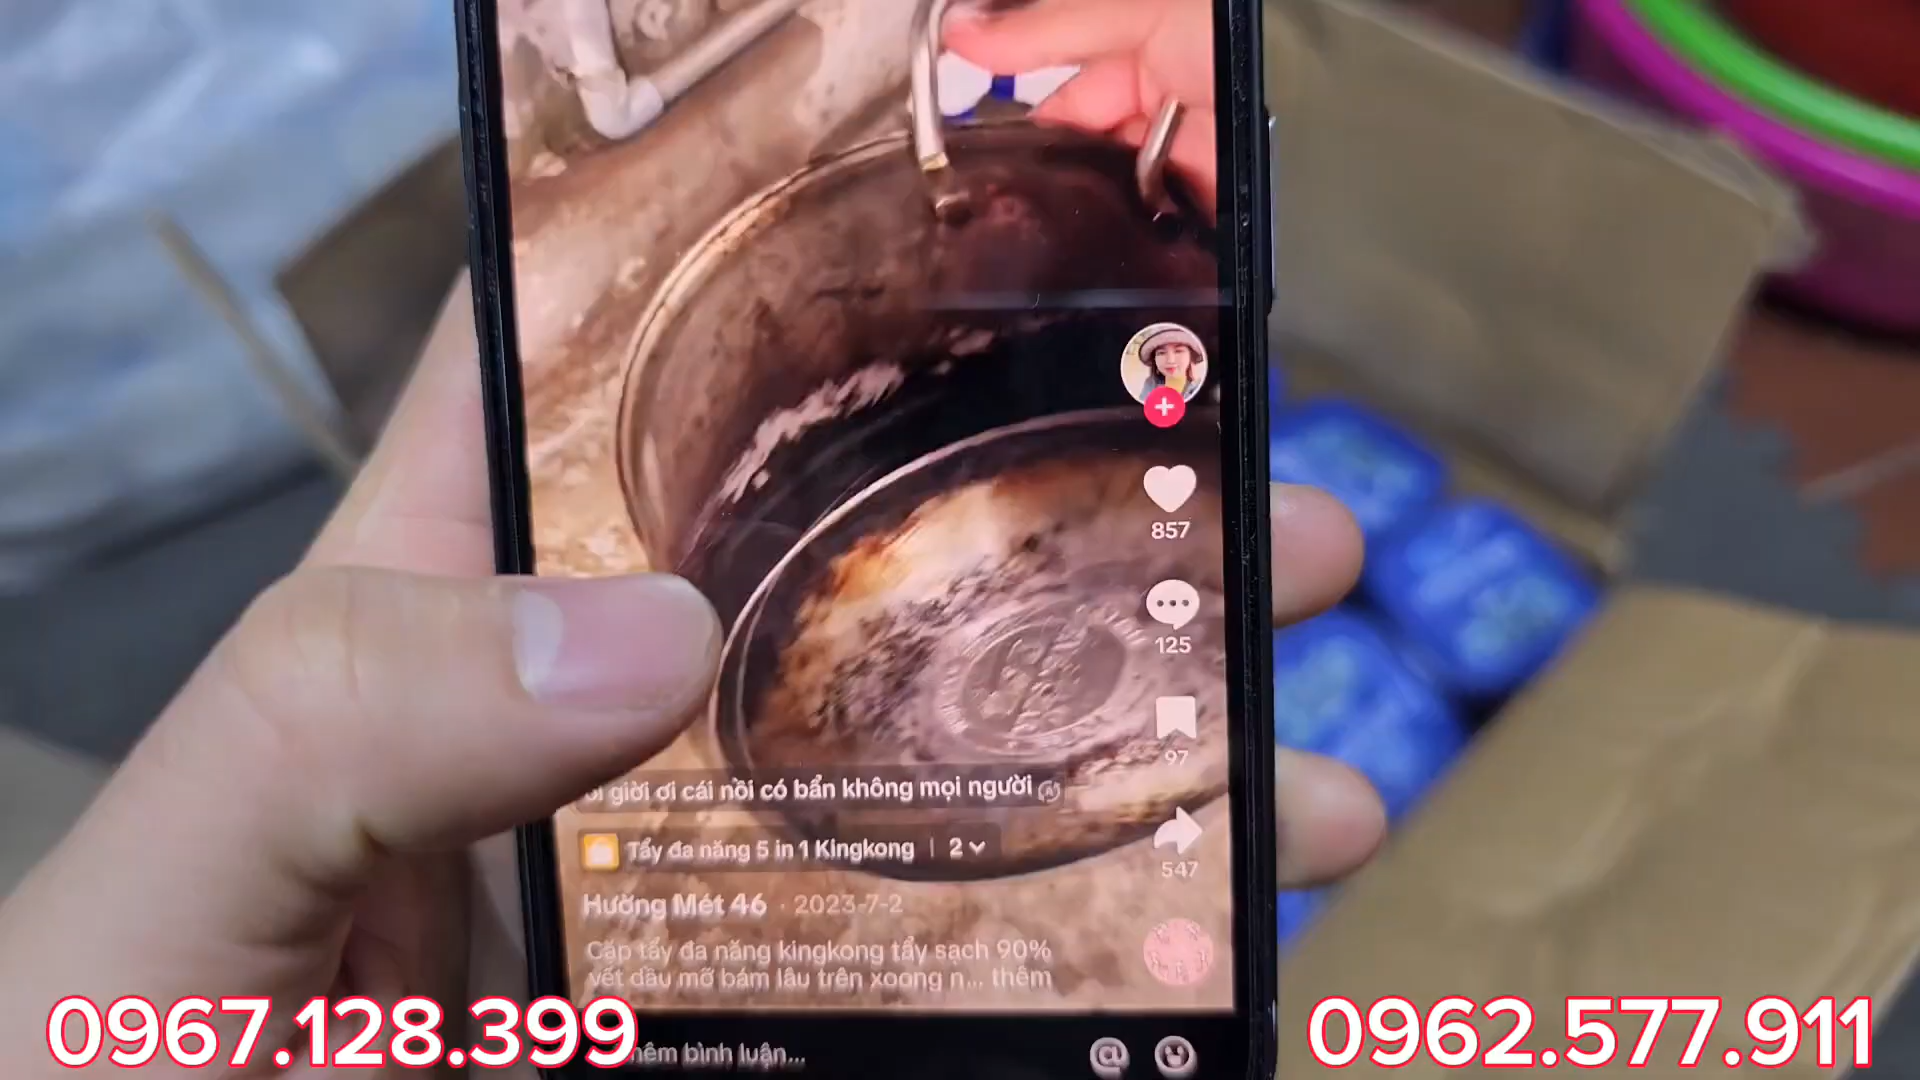 857
125
97
547
giời ơi cái nồi có bẩn không mọi người
Tẩy đa năng 5 in 1 Kingkong | 2
Hường Mét 46 · 2023-7-2
Cặp tẩy đa năng kingkong tẩy sạch 90%
vết dầu mỡ bám lâu trên xoong n... thêm
bình luận...
0967.128.399
0962.577.911